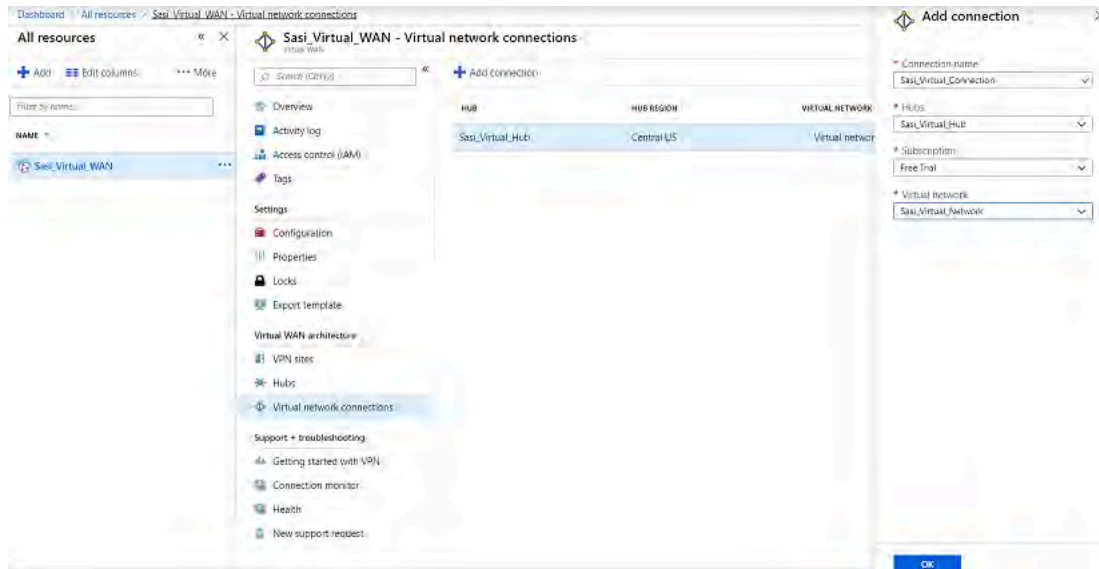 Dashboard > All resources > Sasi_Virtual_WAN - Virtual network connections
All resources
Add
Edit columns
More
Filter by name...
NAME
Sasi_Virtual_WAN
Sasi_Virtual_WAN - Virtual network connections
Virtual WAN
Search (Ctrl+/)
Overview
Activity log
Access control (IAM)
Tags
Settings
Configuration
Properties
Locks
Export template
Virtual WAN architecture
VPN sites
Hubs
Virtual network connections
Support + troubleshooting
Getting started with VPN
Connection monitor
Health
New support request
Add connection
HUB HUB REGION VIRTUAL NETWORK
Sasi_Virtual_Hub Central US Virtual networ
Add connection
* Connection name
Sasi_Virtual_Connection
* Hubs
Sasi_Virtual_Hub
* Subscription
Free Trial
* Virtual network
Sasi_Virtual_Network
OK